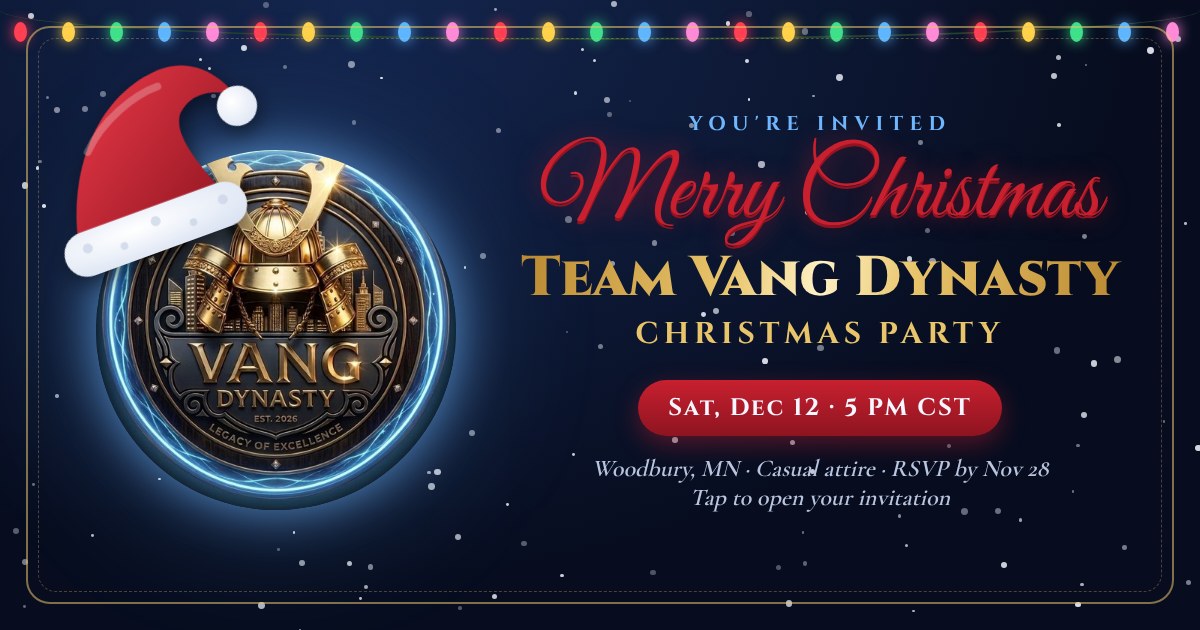 YOU'RE INVITED
Merry Christmas
TEAM VANG DYNASTY
CHRISTMAS PARTY
SAT, DEC 12 · 5 PM CST
Woodbury, MN · Casual attire · RSVP by Nov 28
Tap to open your invitation
VANG
DYNASTY
EST. 2026
LEGACY OF EXCELLENCE